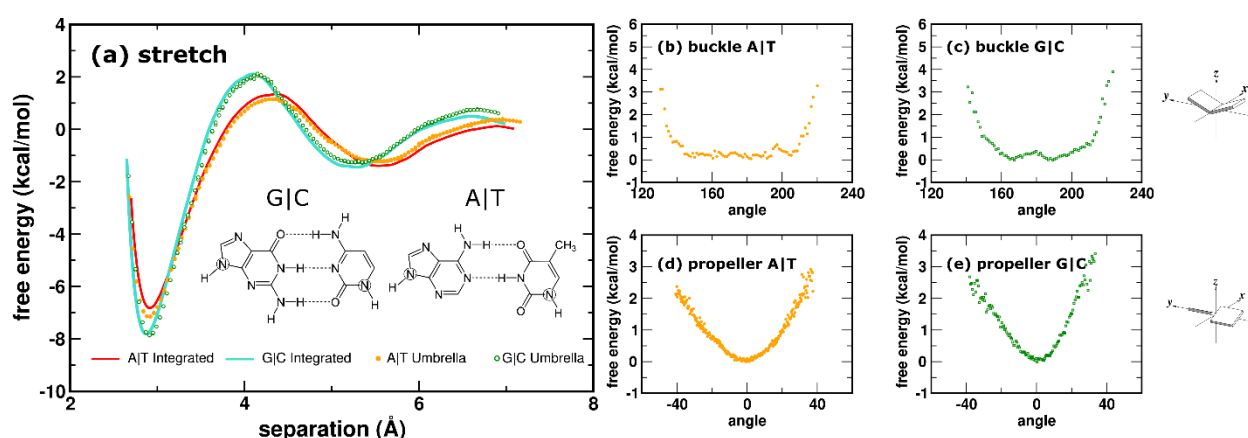 (a) stretch
free energy (kcal/mol)
4
2
0
-2
-4
-6
-8
-10
2
4
6
8
separation (Å)
G|C
A|T
N
N
H
N
O
N
H
N
N
H
H
H
H
N
O
N
N
H
H
N
N
N
N
H
N
H
H
N
O
CH3
H
N
O
N
H
A|T Integrated
G|C Integrated
A|T Umbrella
G|C Umbrella
(b) buckle A|T
free energy (kcal/mol)
6
5
4
3
2
1
0
-1
120
160
200
240
angle
(c) buckle G|C
free energy (kcal/mol)
6
5
4
3
2
1
0
-1
120
160
200
240
angle
z
y
x
(d) propeller A|T
free energy (kcal/mol)
4
3
2
1
0
-1
-40
0
40
angle
(e) propeller G|C
free energy (kcal/mol)
4
3
2
1
0
-1
-40
0
40
angle
z
y
x